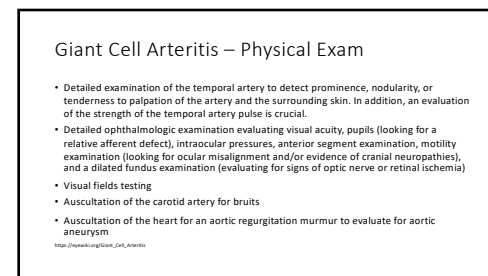 Giant Cell Arteritis – Physical Exam
• Detailed examination of the temporal artery to detect prominence, nodularity, or
tenderness to palpation of the artery and the surrounding skin. In addition, an evaluation
of the strength of the temporal artery pulse is crucial.
• Detailed ophthalmologic examination evaluating visual acuity, pupils (looking for a
relative afferent defect), intraocular pressures, anterior segment examination, motility
examination (looking for ocular misalignment and/or evidence of cranial neuropathies),
and a dilated fundus examination (evaluating for signs of optic nerve or retinal ischemia)
• Visual fields testing
• Auscultation of the carotid artery for bruits
• Auscultation of the heart for an aortic regurgitation murmur to evaluate for aortic
aneurysm
https://eyewiki.org/Giant_Cell_Arteritis